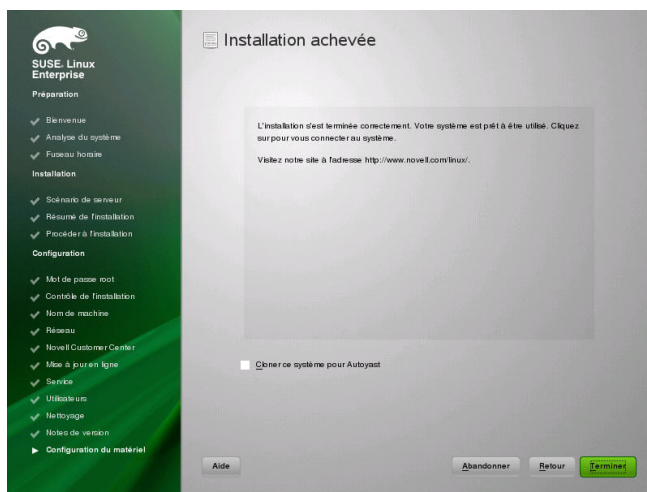 SUSE. Linux
Enterprise
Préparation
Bienvenue
Analyse du système
Fuseau horaire
Installation
Scénario de serveur
Résumé de l'installation
Procéder à l'installation
Configuration
Mot de passe root
Contrôle de l'installation
Nom de machine
Réseau
Novell Customer Center
Mise à jour en ligne
Service
Utilisateurs
Nettoyage
Notes de version
Configuration du matériel
Installation achevée
L'installation s'est terminée correctement. Votre système est prêt à être utilisé. Cliquez
sur pour vous connecter au système.
Visitez notre site à l'adresse http://www.novell.com/linux/.
Cloner ce système pour Autoyast
Aide
Abandonner
Retour
Terminer